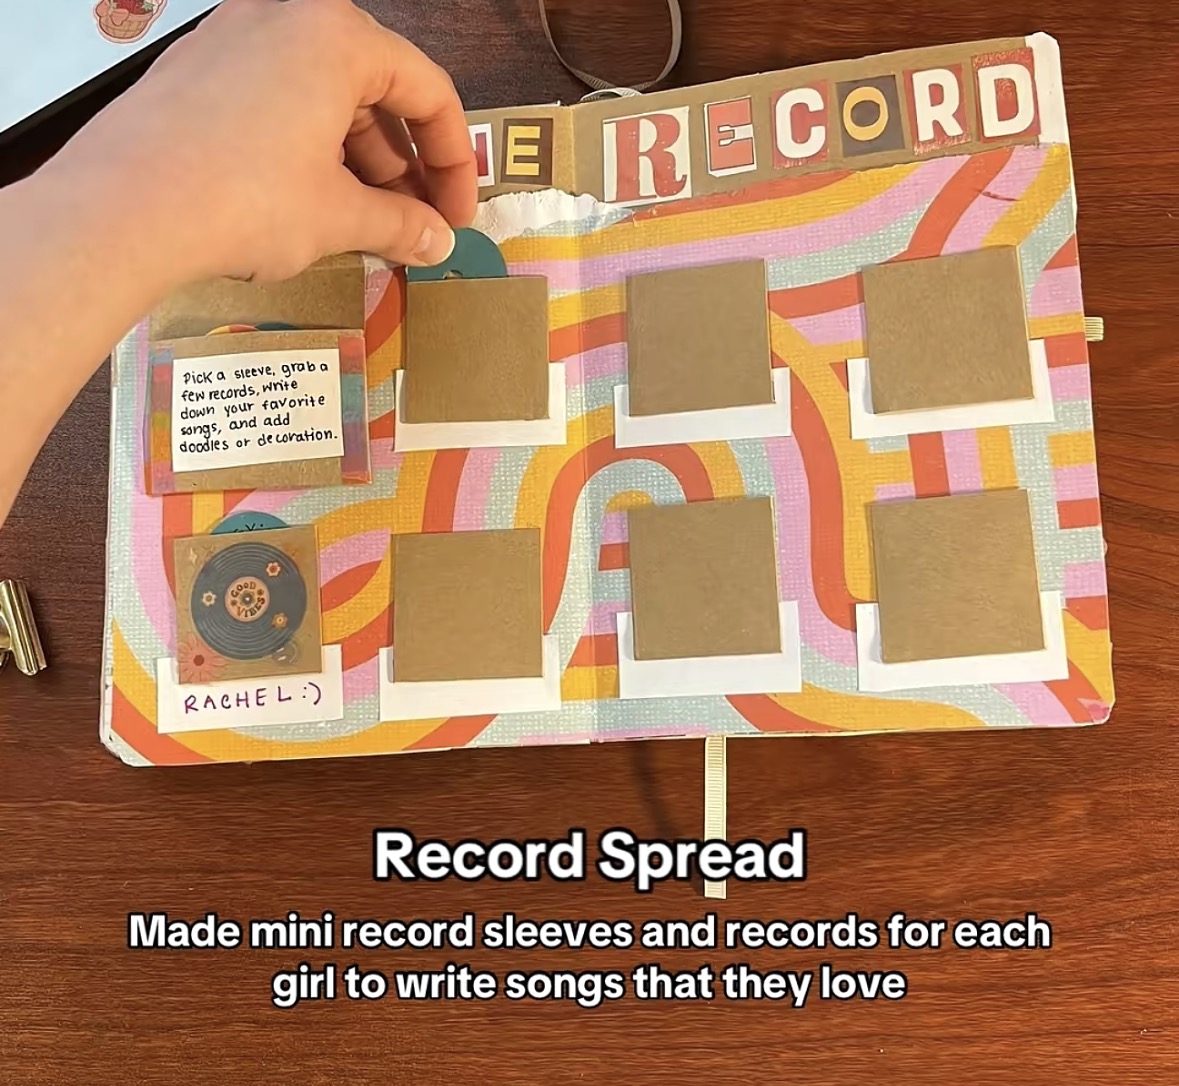 E RECORD
Pick a sleeve, grab a
few records, write
down your favorite
songs, and add
doodles or decoration.
GOOD
VIBES
RACHEL :)
Record Spread
Made mini record sleeves and records for each
girl to write songs that they love